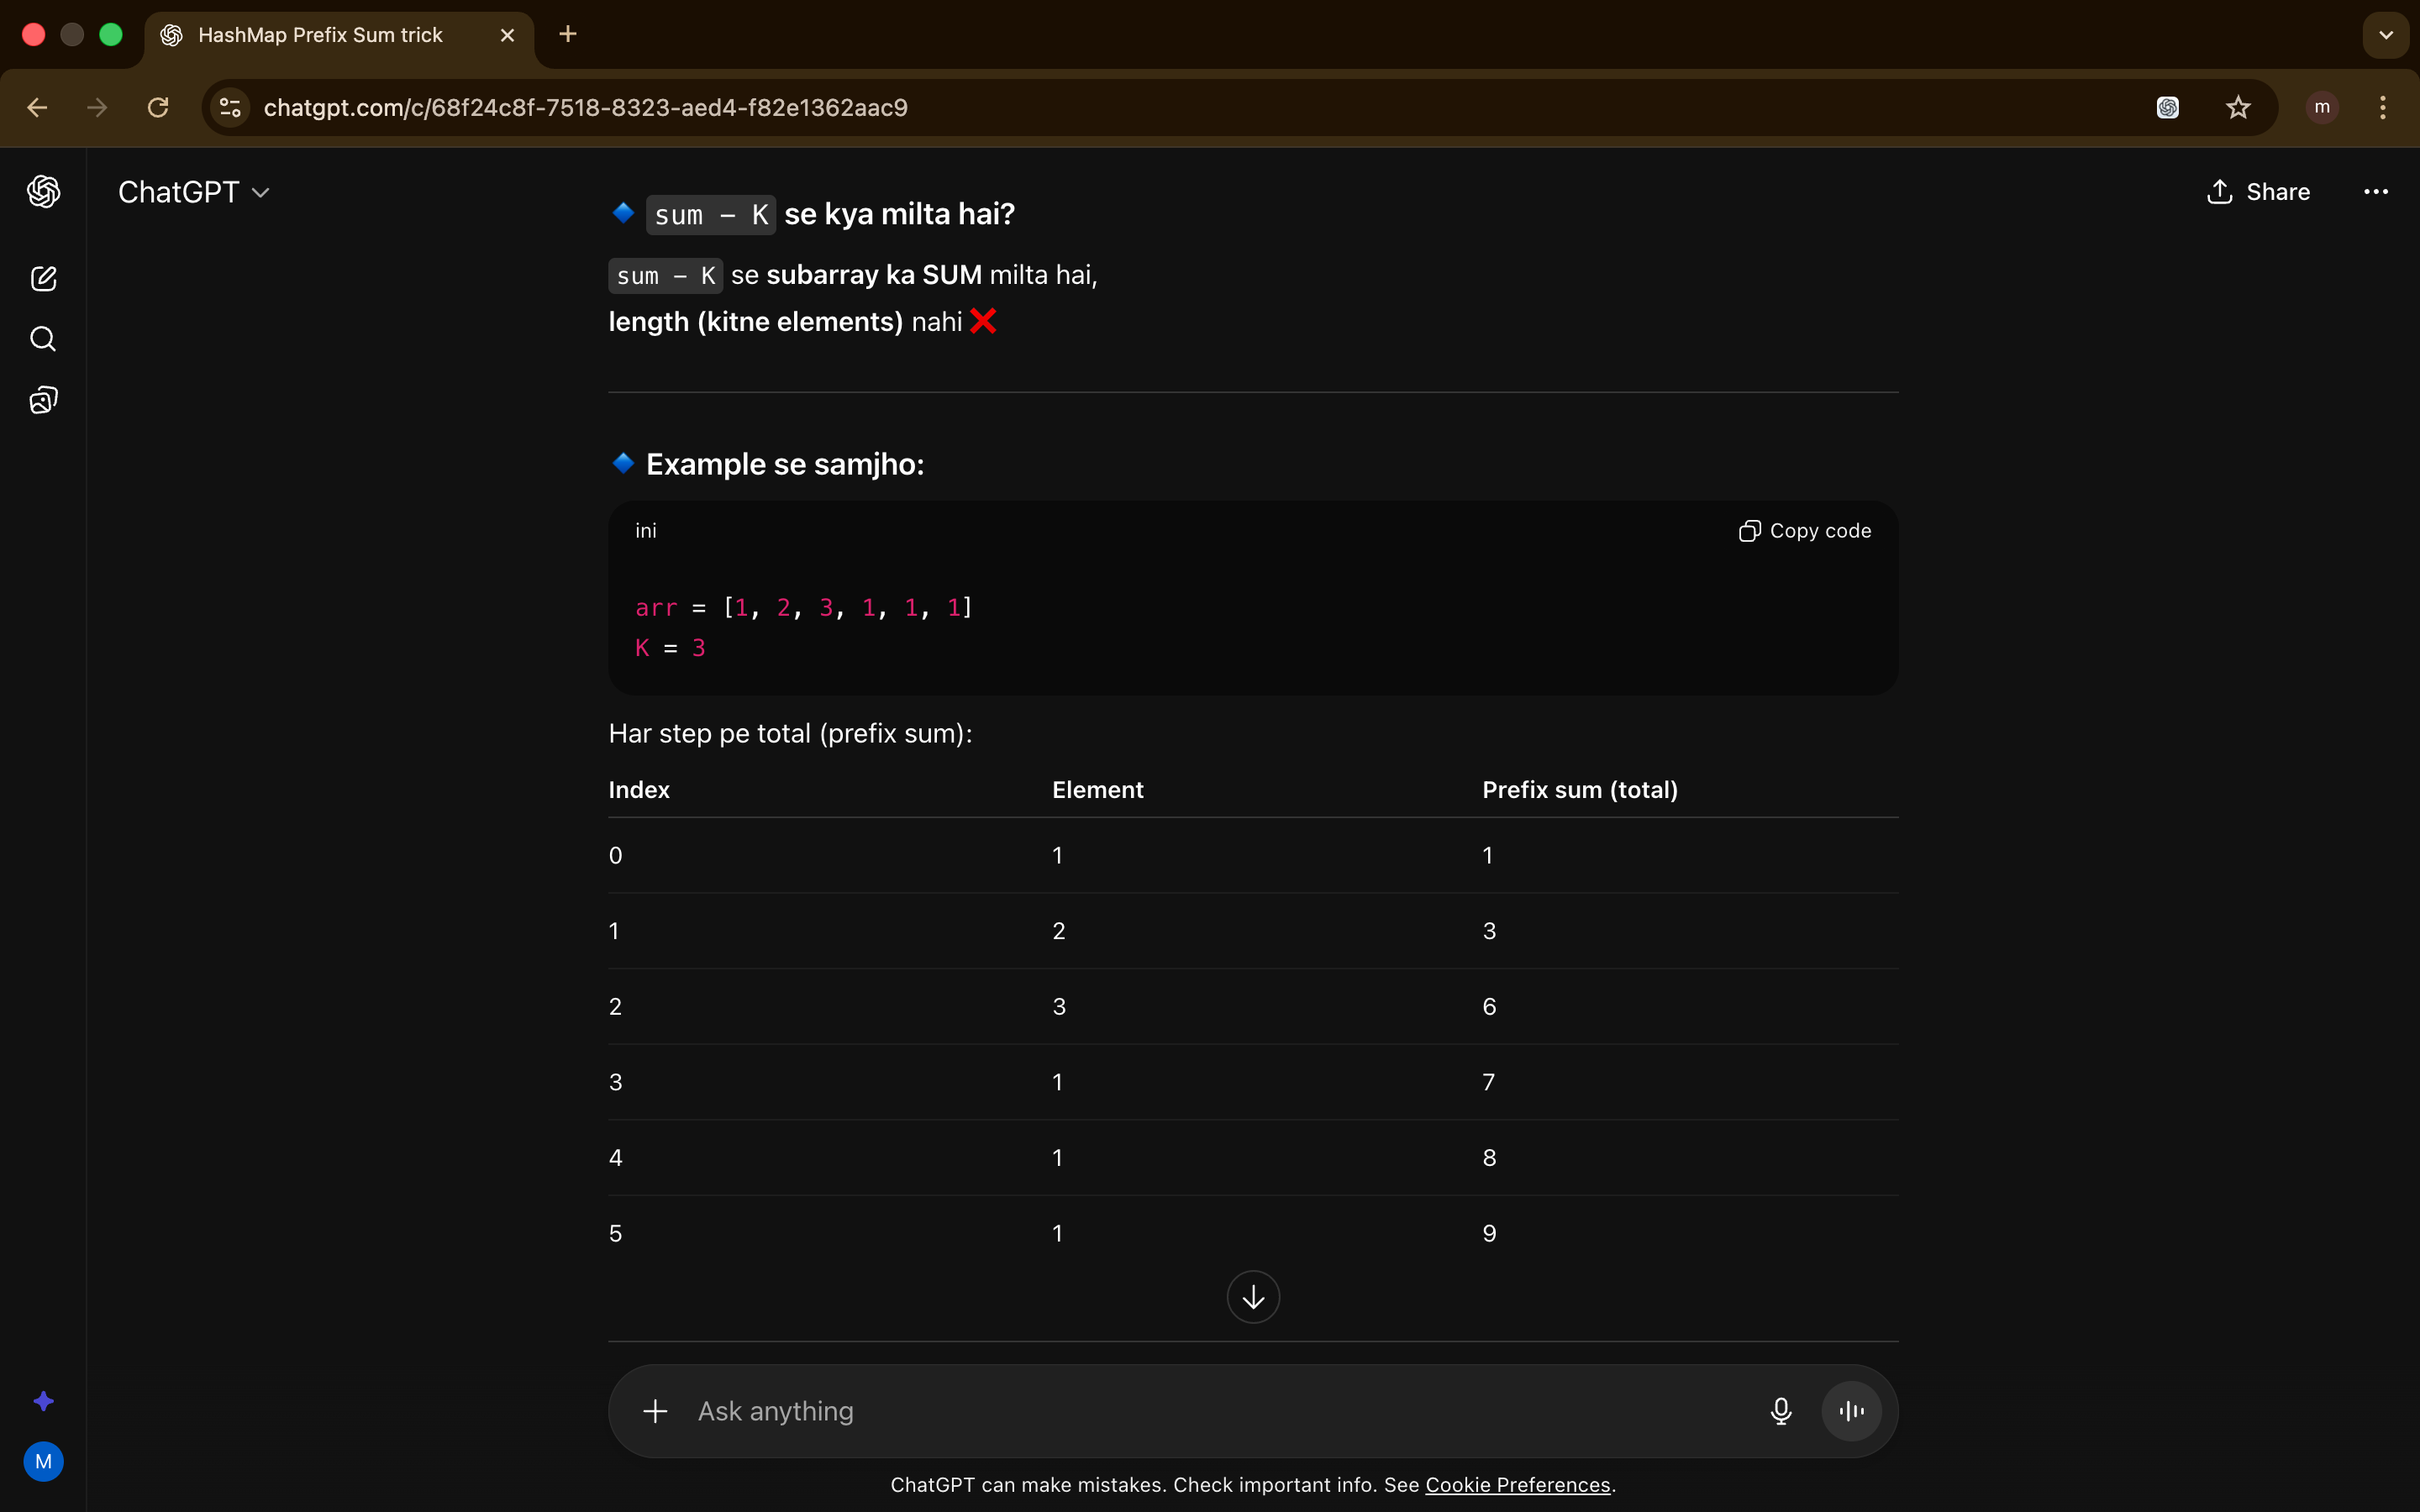 HashMap Prefix Sum trick
chatgpt.com/c/68f24c8f-7518-8323-aed4-f82e1362aac9
m
ChatGPT
Share
sum − K se kya milta hai?
sum − K se subarray ka SUM milta hai,
length (kitne elements) nahi ❌
Example se samjho:
ini
Copy code
arr = [1, 2, 3, 1, 1, 1]
K = 3
Har step pe total (prefix sum):
Index Element Prefix sum (total)
0 1 1
1 2 3
2 3 6
3 1 7
4 1 8
5 1 9
Ask anything
M
ChatGPT can make mistakes. Check important info. See Cookie Preferences.